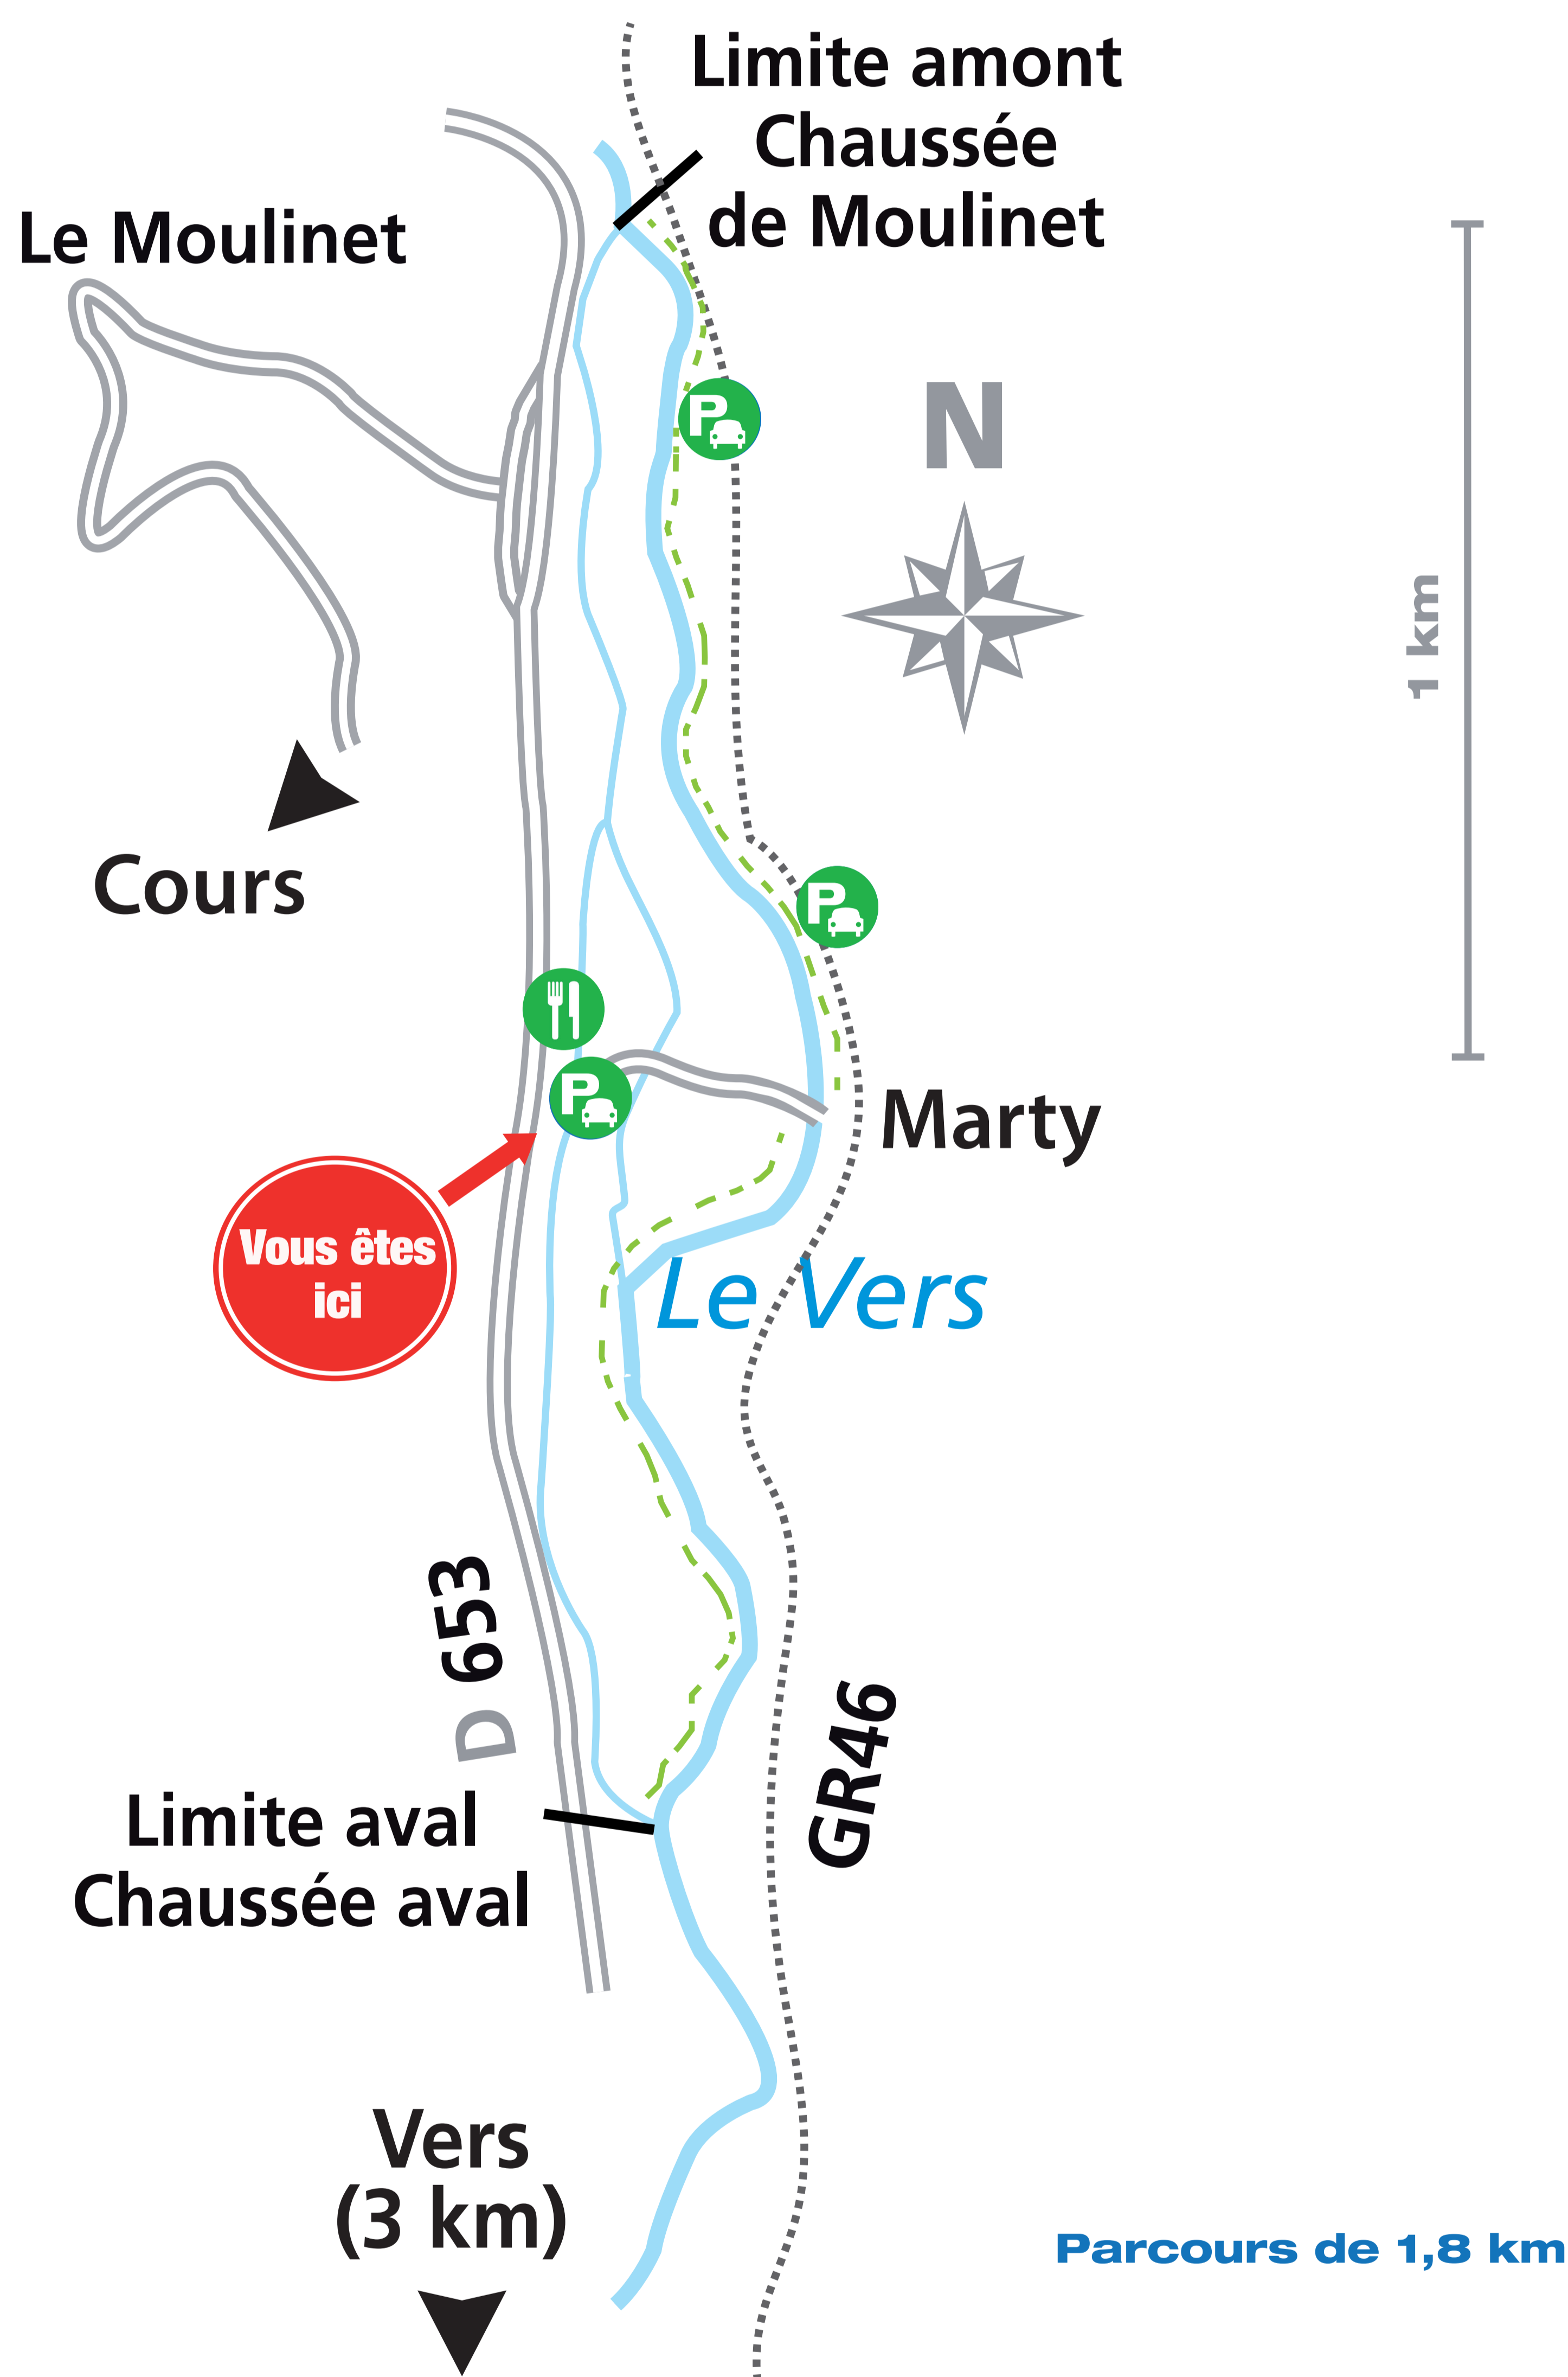 Limite amont
Chaussée
de Moulinet
Le Moulinet
P
N
1 km
Cours
P
P
Marty
Vous êtes
ici
Le Vers
D 653
GR46
Limite aval
Chaussée aval
Vers
(3 km)
Parcours de 1,8 km